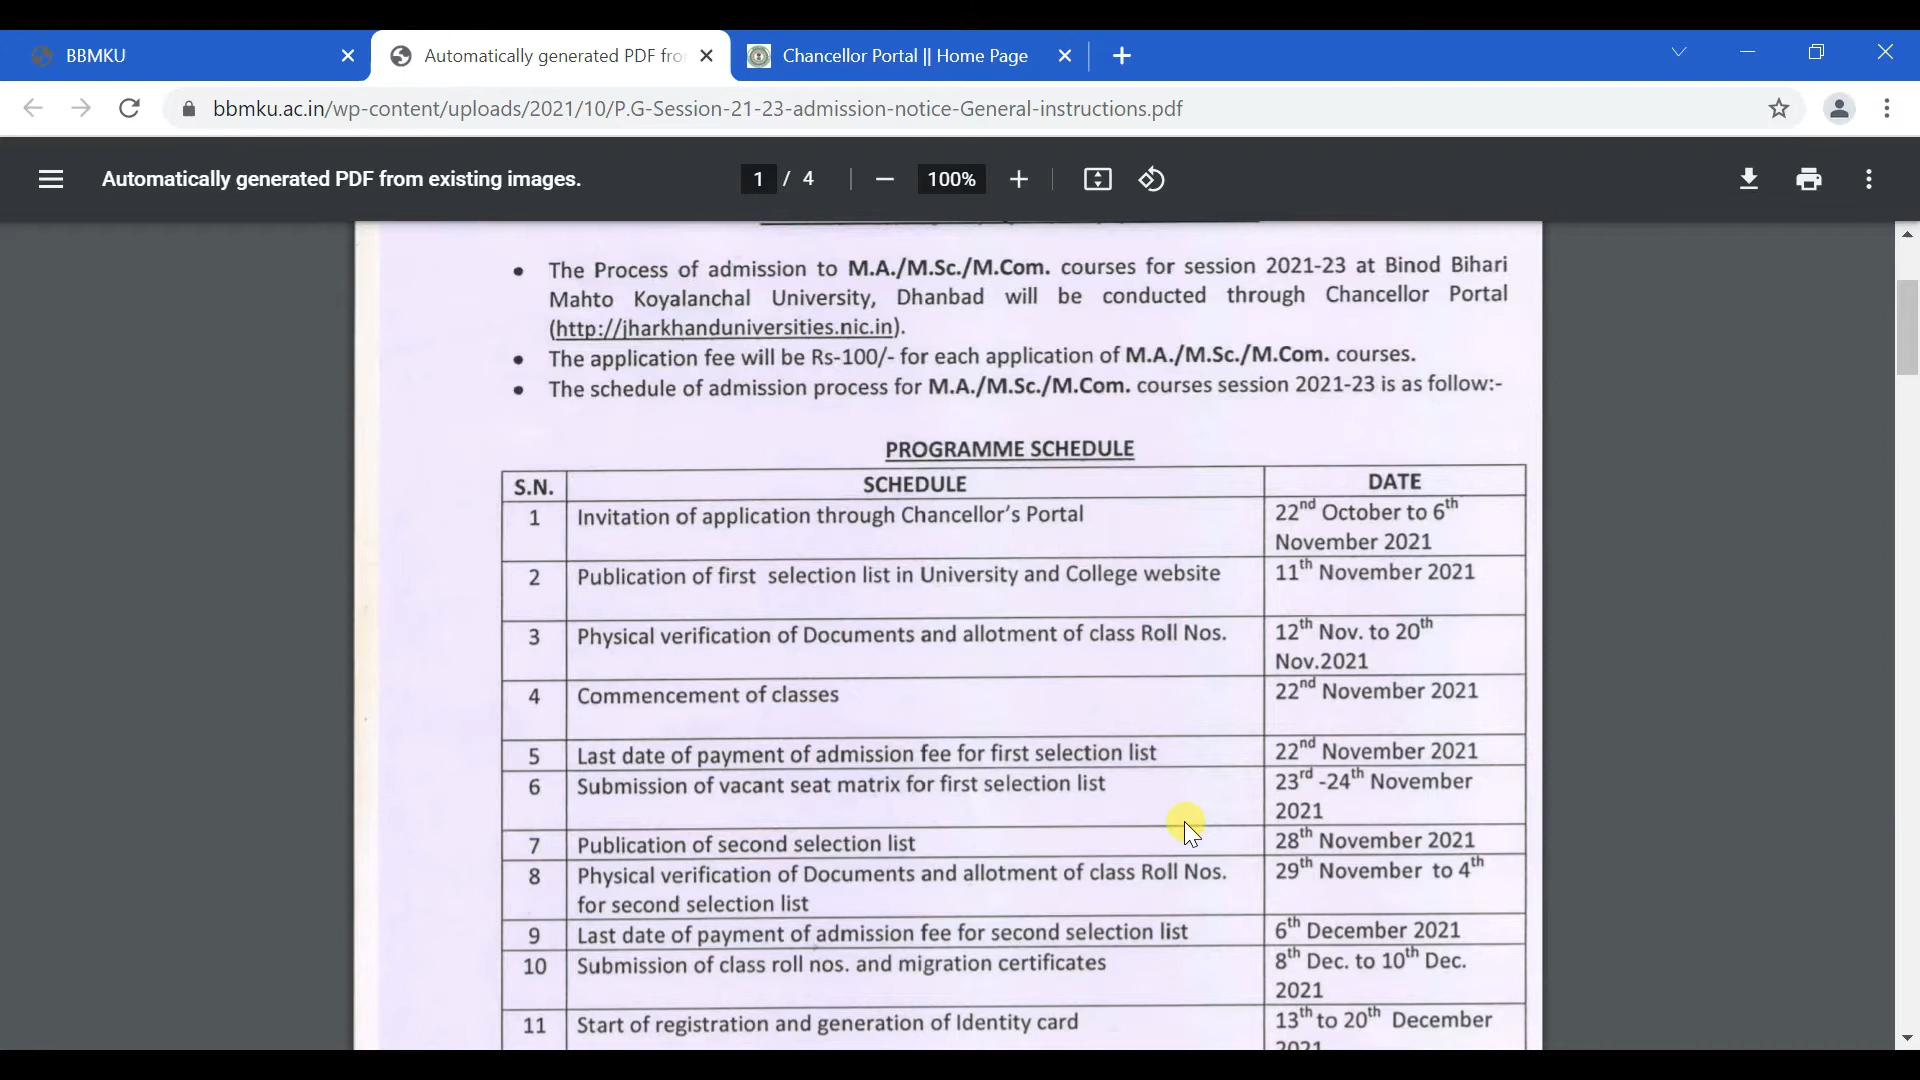 BBMKU
Automatically generated PDF fro
Chancellor Portal || Home Page
bbmku.ac.in/wp-content/uploads/2021/10/P.G-Session-21-23-admission-notice-General-instructions.pdf
Automatically generated PDF from existing images.
1 / 4
100%
• The Process of admission to M.A./M.Sc./M.Com. courses for session 2021-23 at Binod Bihari
Mahto Koyalanchal University, Dhanbad will be conducted through Chancellor Portal
(http://jharkhanduniversities.nic.in).
• The application fee will be Rs-100/- for each application of M.A./M.Sc./M.Com. courses.
• The schedule of admission process for M.A./M.Sc./M.Com. courses session 2021-23 is as follow:-
PROGRAMME SCHEDULE
S.N. SCHEDULE DATE
1 Invitation of application through Chancellor's Portal 22nd October to 6th
November 2021
2 Publication of first selection list in University and College website 11th November 2021
3 Physical verification of Documents and allotment of class Roll Nos. 12th Nov. to 20th
Nov.2021
4 Commencement of classes 22nd November 2021
5 Last date of payment of admission fee for first selection list 22nd November 2021
6 Submission of vacant seat matrix for first selection list 23rd -24th November
2021
7 Publication of second selection list 28th November 2021
8 Physical verification of Documents and allotment of class Roll Nos. 29th November to 4th
for second selection list
9 Last date of payment of admission fee for second selection list 6th December 2021
10 Submission of class roll nos. and migration certificates 8th Dec. to 10th Dec.
2021
11 Start of registration and generation of Identity card 13th to 20th December
2021